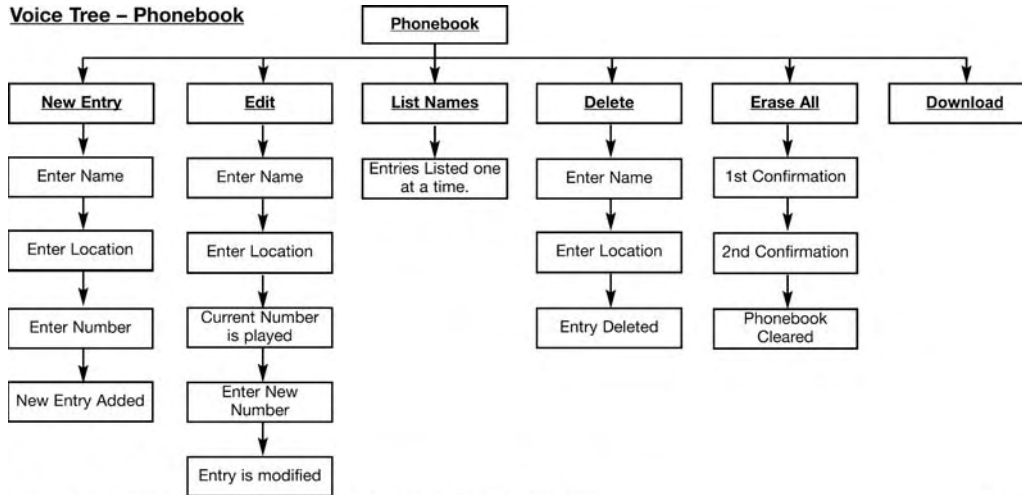 Voice Tree – Phonebook
Phonebook
New Entry
Edit
List Names
Delete
Erase All
Download
Enter Name
Enter Name
Entries Listed one
at a time.
Enter Name
1st Confirmation
Enter Location
Enter Location
Enter Location
2nd Confirmation
Enter Number
Current Number
is played
Entry Deleted
Phonebook
Cleared
New Entry Added
Enter New
Number
Entry is modified